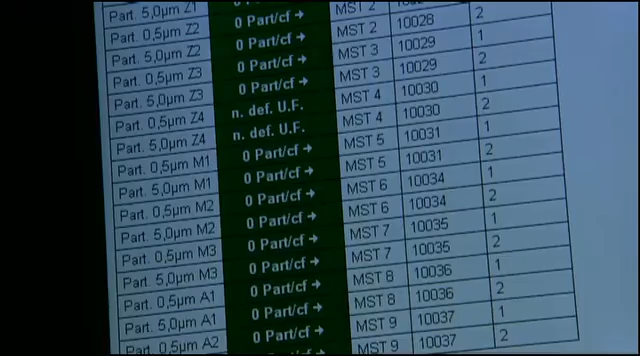 Part. 5,0µm Z1
Part. 0,5µm Z2 0 Part/cf → MST 2
Part. 5,0µm Z2 0 Part/cf → MST 2 10028 2
Part. 0,5µm Z3 0 Part/cf → MST 3 10029 1
Part. 5,0µm Z3 0 Part/cf → MST 3 10029 2
Part. 0,5µm Z4 n. def. U.F. MST 4 10030 1
Part. 5,0µm Z4 n. def. U.F. MST 4 10030 2
Part. 0,5µm M1 0 Part/cf → MST 5 10031 1
Part. 5,0µm M1 0 Part/cf → MST 5 10031 2
Part. 0,5µm M2 0 Part/cf → MST 6 10034 1
Part. 5,0µm M2 0 Part/cf → MST 6 10034 2
Part. 0,5µm M3 0 Part/cf → MST 7 10035 1
Part. 5,0µm M3 0 Part/cf → MST 7 10035 2
Part. 0,5µm A1 0 Part/cf → MST 8 10036 1
Part. 5,0µm A1 0 Part/cf → MST 8 10036 2
Part. 0,5µm A2 0 Part/cf → MST 9 10037 1
MST 9 10037 2